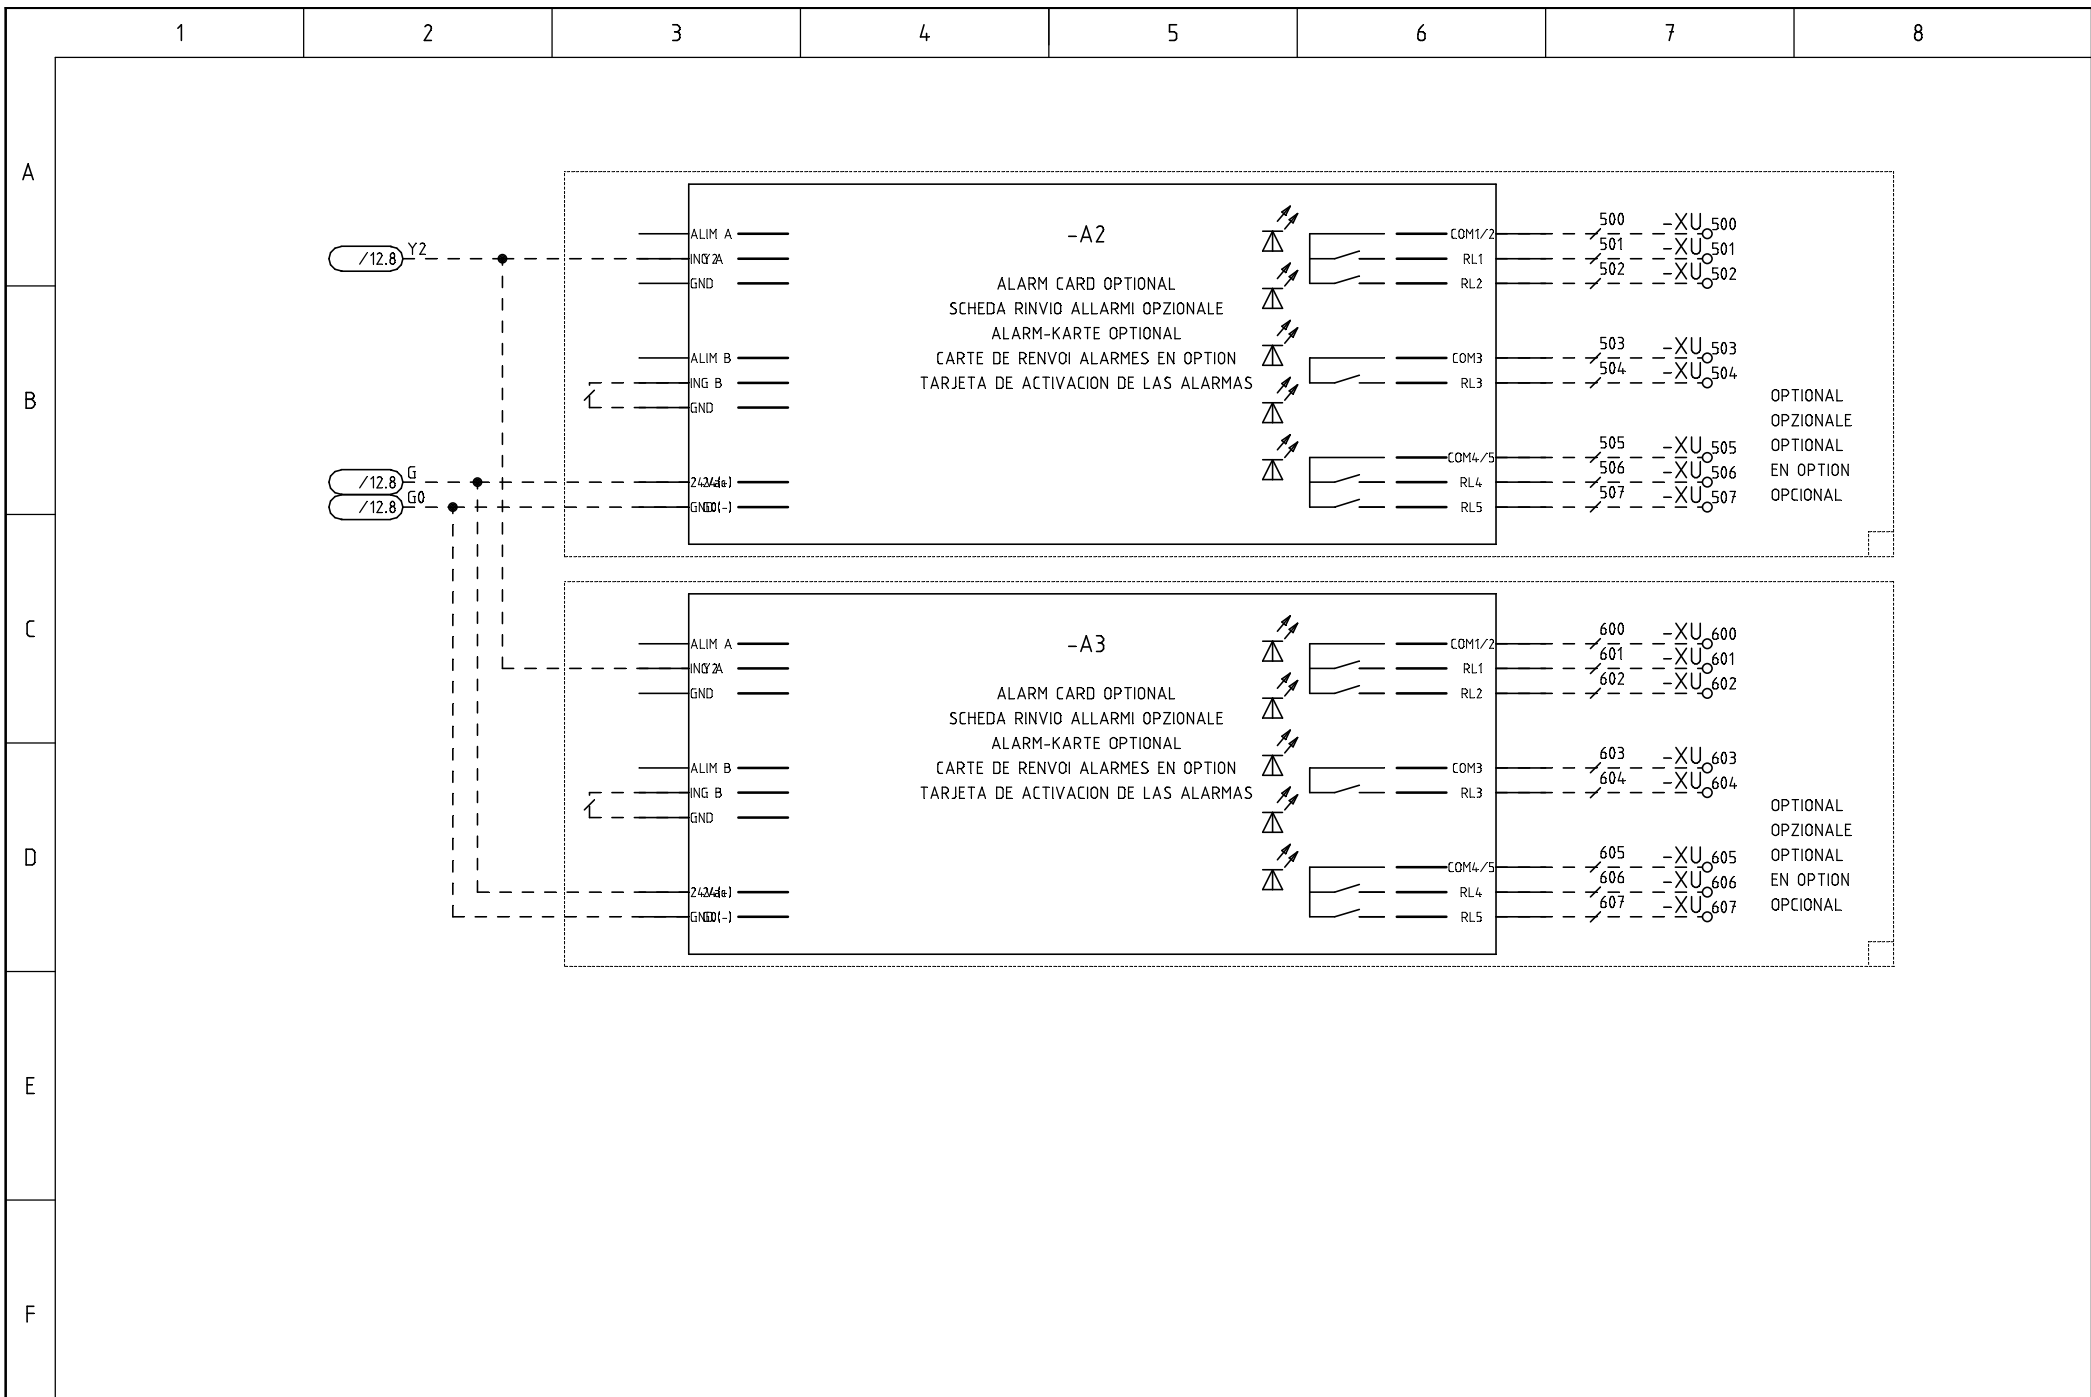 1 2 3 4 5 6 7 8
A
-A2
ALARM CARD OPTIONAL
SCHEDA RINVIO ALLARMI OPZIONALE
ALARM-KARTE OPTIONAL
CARTE DE RENVOI ALARMES EN OPTION
TARJETA DE ACTIVACION DE LAS ALARMAS
/12.8 Y2
ALIM A
GND
ALIM B
ING B
GND
COM1/2 500 -XU 500
RL1 501 -XU 501
RL2 502 -XU 502
COM3 503 -XU 503
RL3 504 -XU 504
COM4/5 505 -XU 505
RL4 506 -XU 506
RL5 507 -XU 507
B
OPTIONAL
OPZIONALE
OPTIONAL
EN OPTION
OPCIONAL
/12.8 G
/12.8 G0
C
-A3
ALARM CARD OPTIONAL
SCHEDA RINVIO ALLARMI OPZIONALE
ALARM-KARTE OPTIONAL
CARTE DE RENVOI ALARMES EN OPTION
TARJETA DE ACTIVACION DE LAS ALARMAS
ALIM A
GND
ALIM B
ING B
GND
COM1/2 600 -XU 600
RL1 601 -XU 601
RL2 602 -XU 602
COM3 603 -XU 603
RL3 604 -XU 604
COM4/5 605 -XU 605
RL4 606 -XU 606
RL5 607 -XU 607
D
OPTIONAL
OPZIONALE
OPTIONAL
EN OPTION
OPCIONAL
E
F